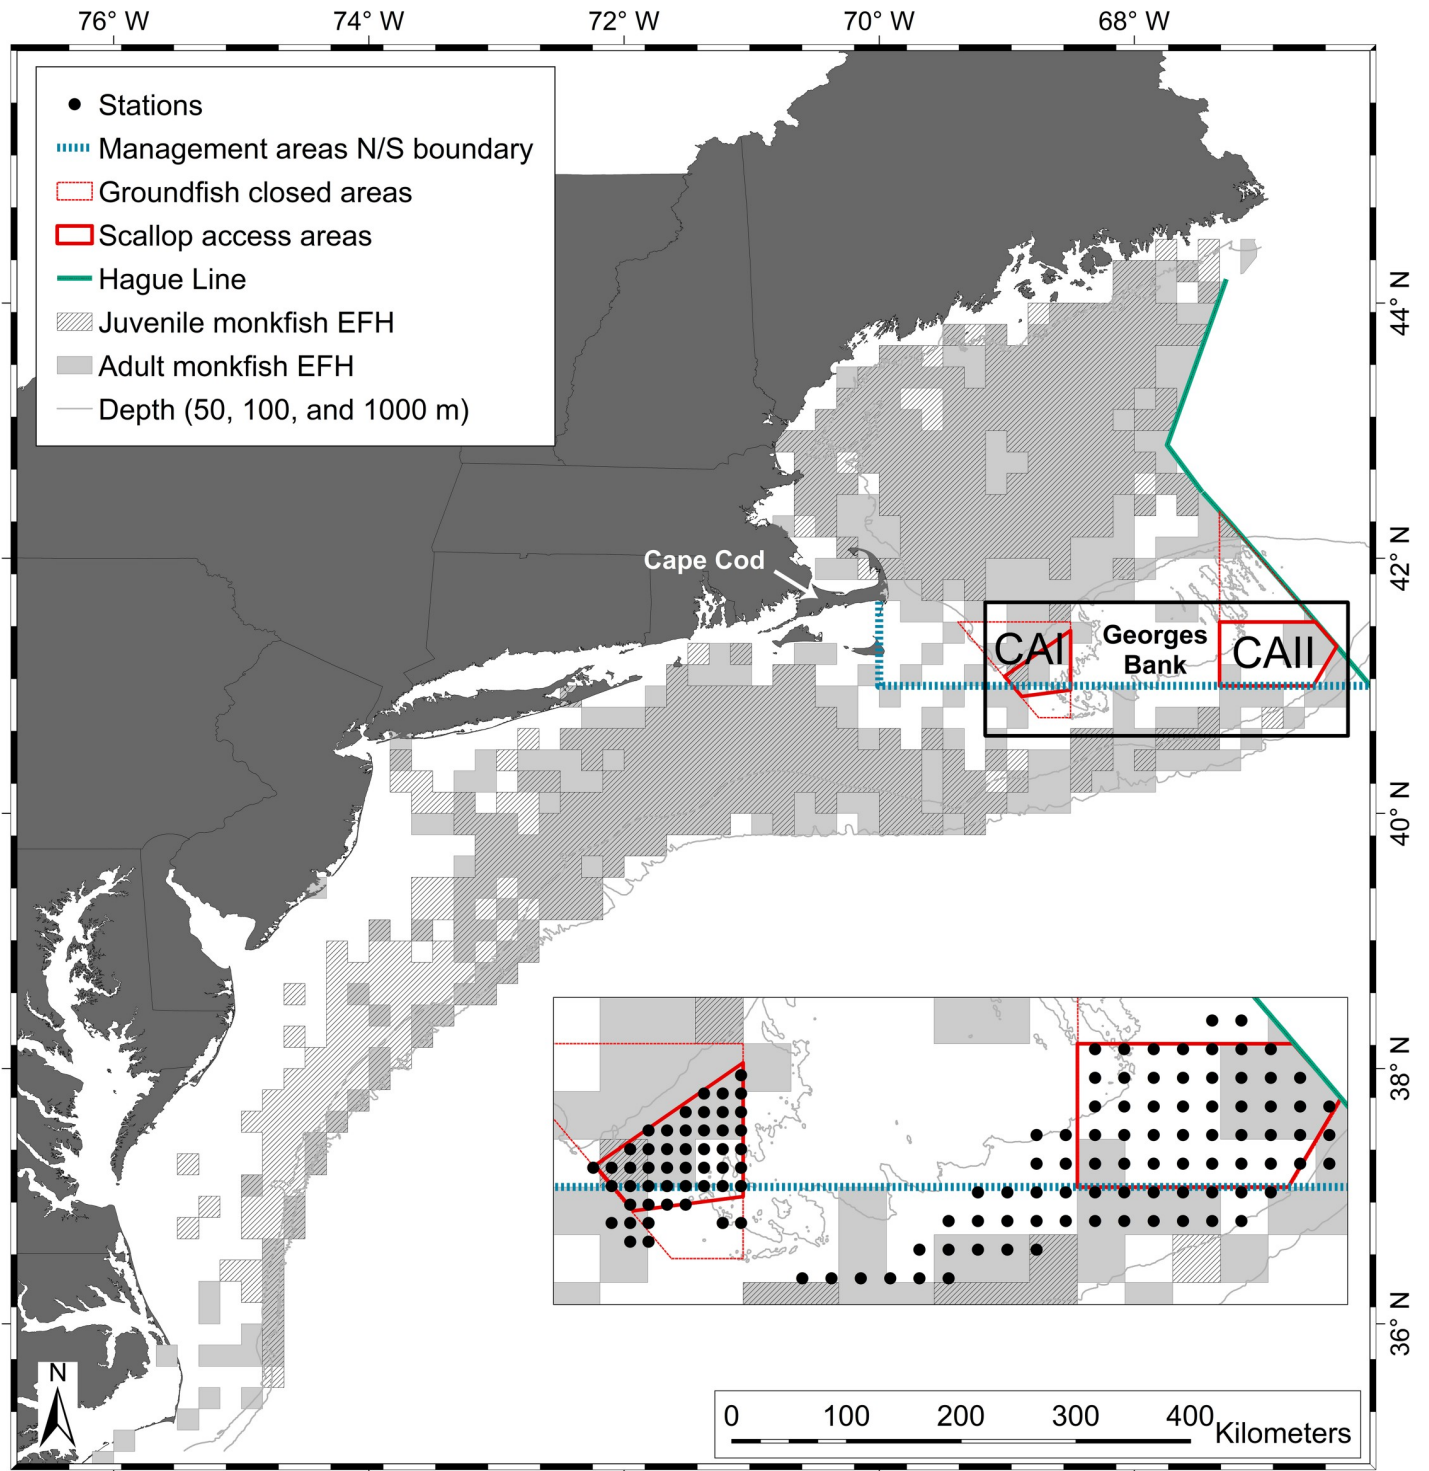 76° W
74° W
72° W
70° W
68° W
Stations
Management areas N/S boundary
Groundfish closed areas
Scallop access areas
Hague Line
Juvenile monkfish EFH
Adult monkfish EFH
Depth (50, 100, and 1000 m)
44° N
42° N
Cape Cod
CAI
Georges
Bank
CAII
40° N
38° N
36° N
N
0 100 200 300 400
Kilometers